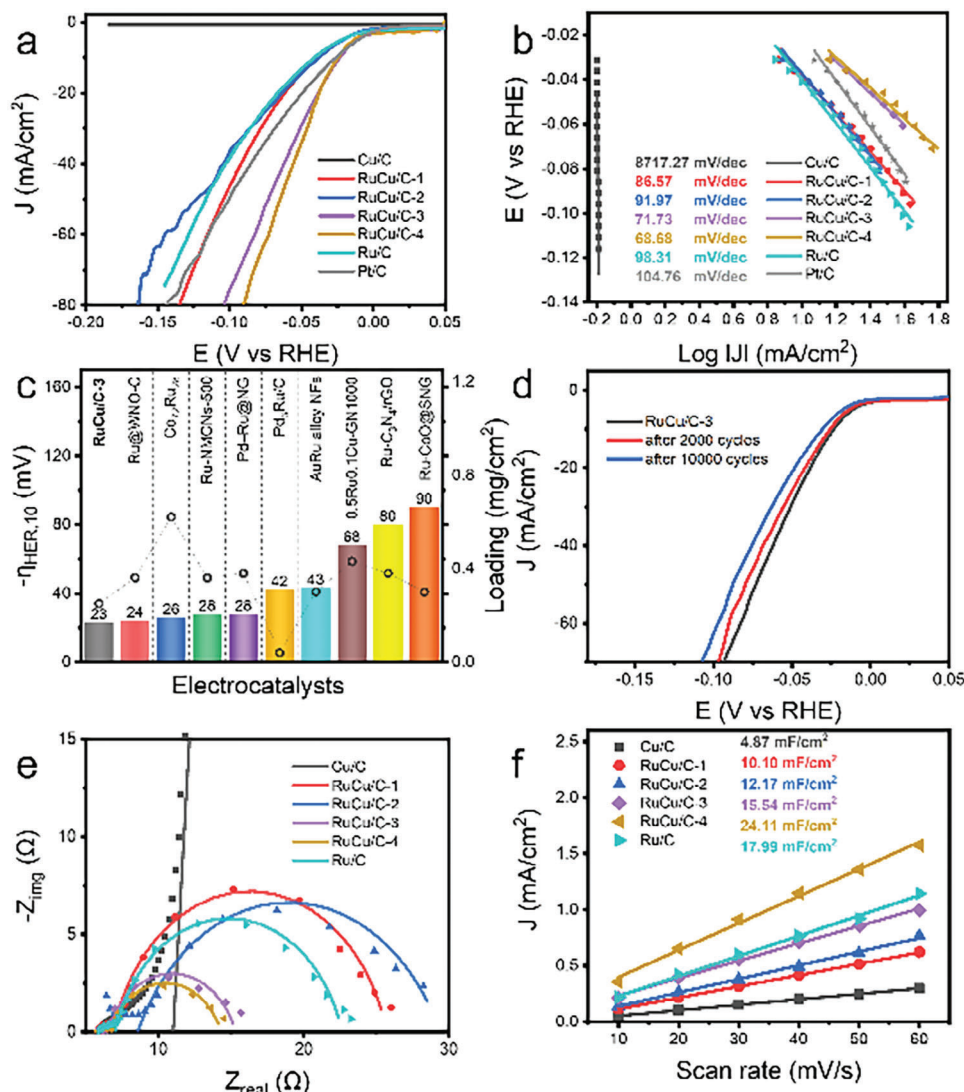 a
J (mA/cm²)
0
-20
-40
-60
-80
Cu/C
RuCu/C-1
RuCu/C-2
RuCu/C-3
RuCu/C-4
Ru/C
Pt/C
-0.20
-0.15
-0.10
-0.05
0.00
0.05
E (V vs RHE)
b
E (V vs RHE)
-0.02
-0.04
-0.06
-0.08
-0.10
-0.12
-0.14
8717.27 mV/dec Cu/C
86.57 mV/dec RuCu/C-1
91.97 mV/dec RuCu/C-2
71.73 mV/dec RuCu/C-3
68.68 mV/dec RuCu/C-4
98.31 mV/dec Ru/C
104.76 mV/dec Pt/C
-0.2 0.0 0.2 0.4 0.6 0.8 1.0 1.2 1.4 1.6 1.8
Log IJI (mA/cm²)
c
-ηHER,10 (mV)
160
120
80
40
0
RuCu/C-3
Ru@WNO-C
Ru-NMCNs-500
Pd-Ru@NG
AuRu alloy NFs
0.5Ru0.1Cu-GN1000
Ru-C₃N₄/rGO
Ru-CoO@SNG
23
24
26
28
28
42
43
68
80
90
1.2
0.8
0.4
0.0
Loading (mg/cm²)
Electrocatalysts
d
J (mA/cm²)
0
-20
-40
-60
RuCu/C-3
after 2000 cycles
after 10000 cycles
-0.15
-0.10
-0.05
0.00
0.05
E (V vs RHE)
e
-Zimg (Ω)
15
10
5
0
Cu/C
RuCu/C-1
RuCu/C-2
RuCu/C-3
RuCu/C-4
Ru/C
10
20
30
Zreal (Ω)
f
J (mA/cm²)
2.5
2.0
1.5
1.0
0.5
0.0
Cu/C 4.87 mF/cm²
RuCu/C-1 10.10 mF/cm²
RuCu/C-2 12.17 mF/cm²
RuCu/C-3 15.54 mF/cm²
RuCu/C-4 24.11 mF/cm²
Ru/C 17.99 mF/cm²
10 20 30 40 50 60
Scan rate (mV/s)